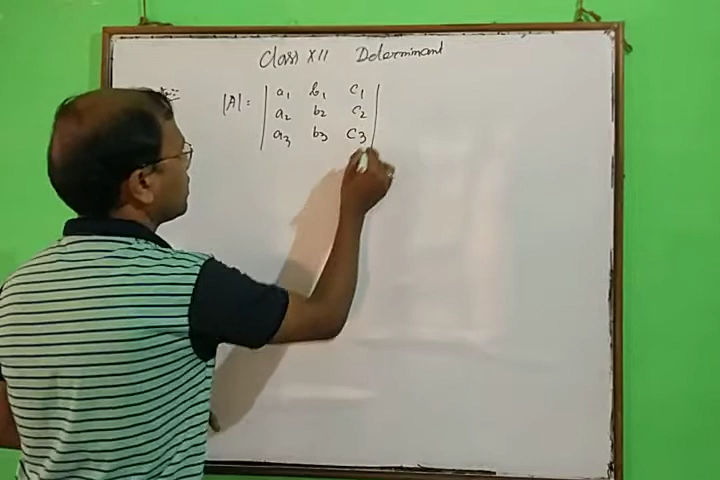 Class XII Determinant
|A| = | a₁ b₁ c₁ |
| a₂ b₂ c₂ |
| a₃ b₃ c₃ |